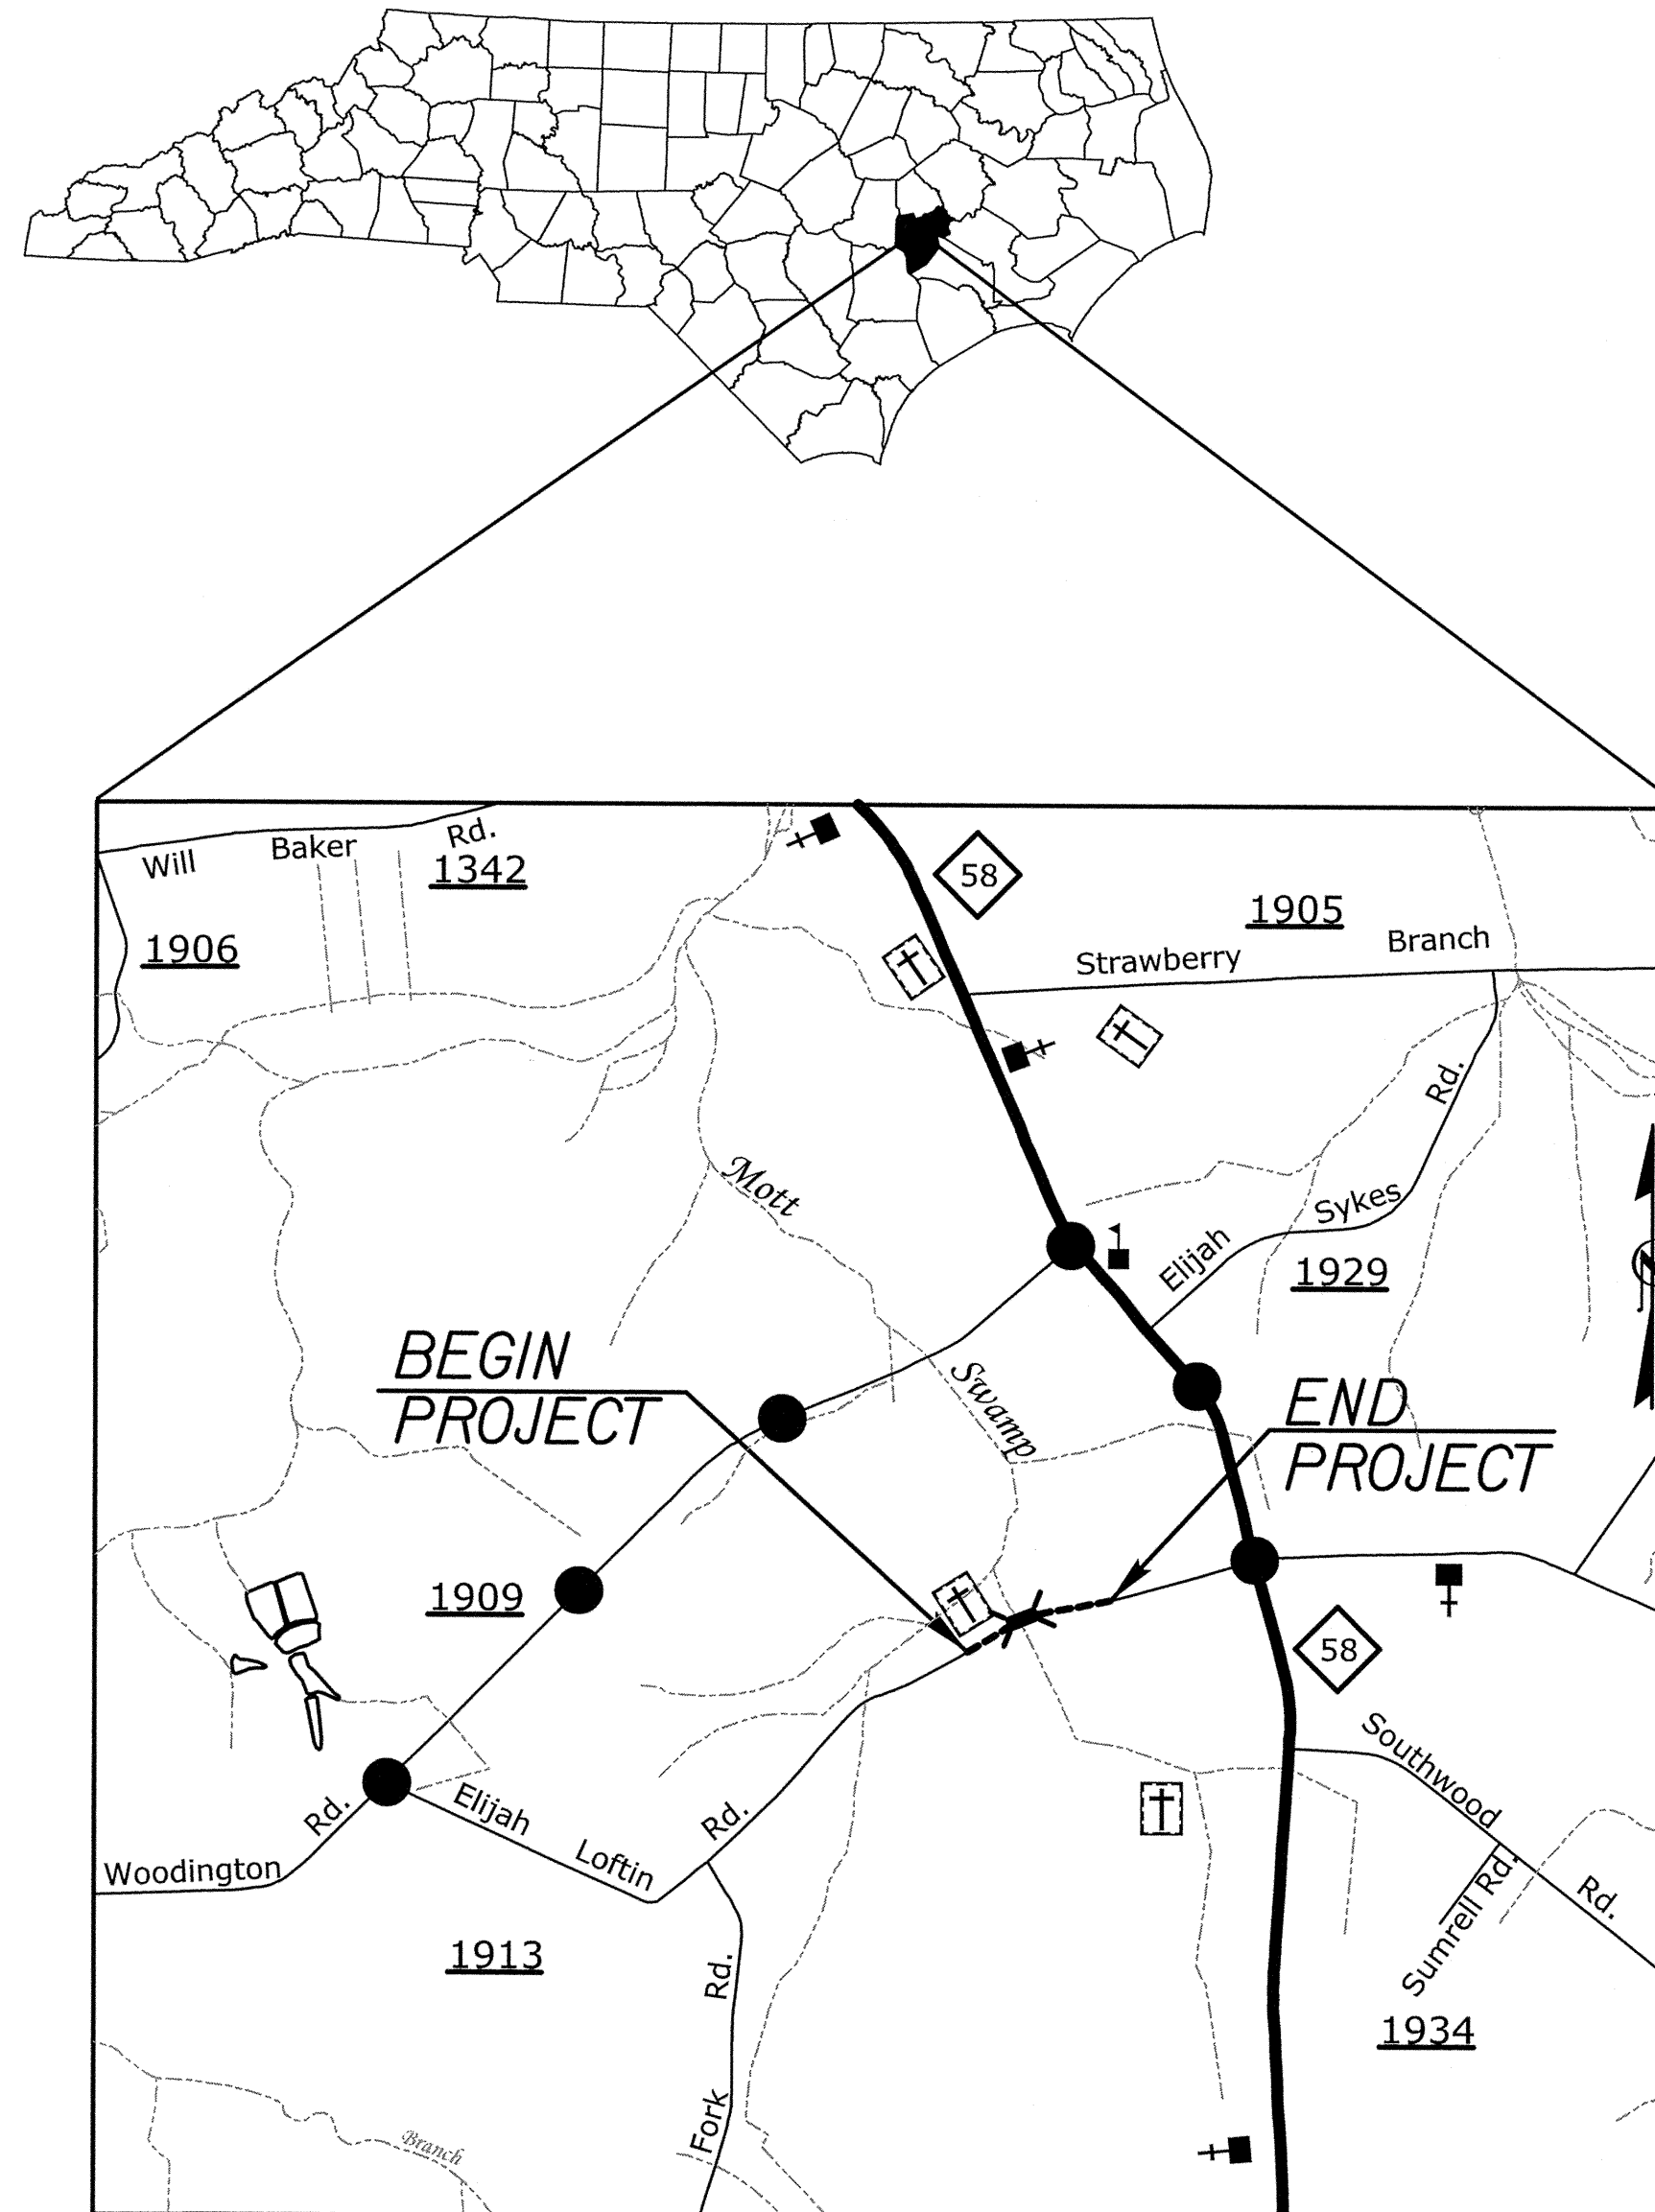 Will Baker Rd.
1342
58
1906
1905
Strawberry Branch
Rd.
Mott
Sykes
Elijah
1929
BEGIN
PROJECT
Swamp
END
PROJECT
N
1909
58
Southwood
Rd.
Woodington
Rd.
Elijah
Loftin
Rd.
Sumrell Rd.
1913
Rd.
Fork
1934
Branch